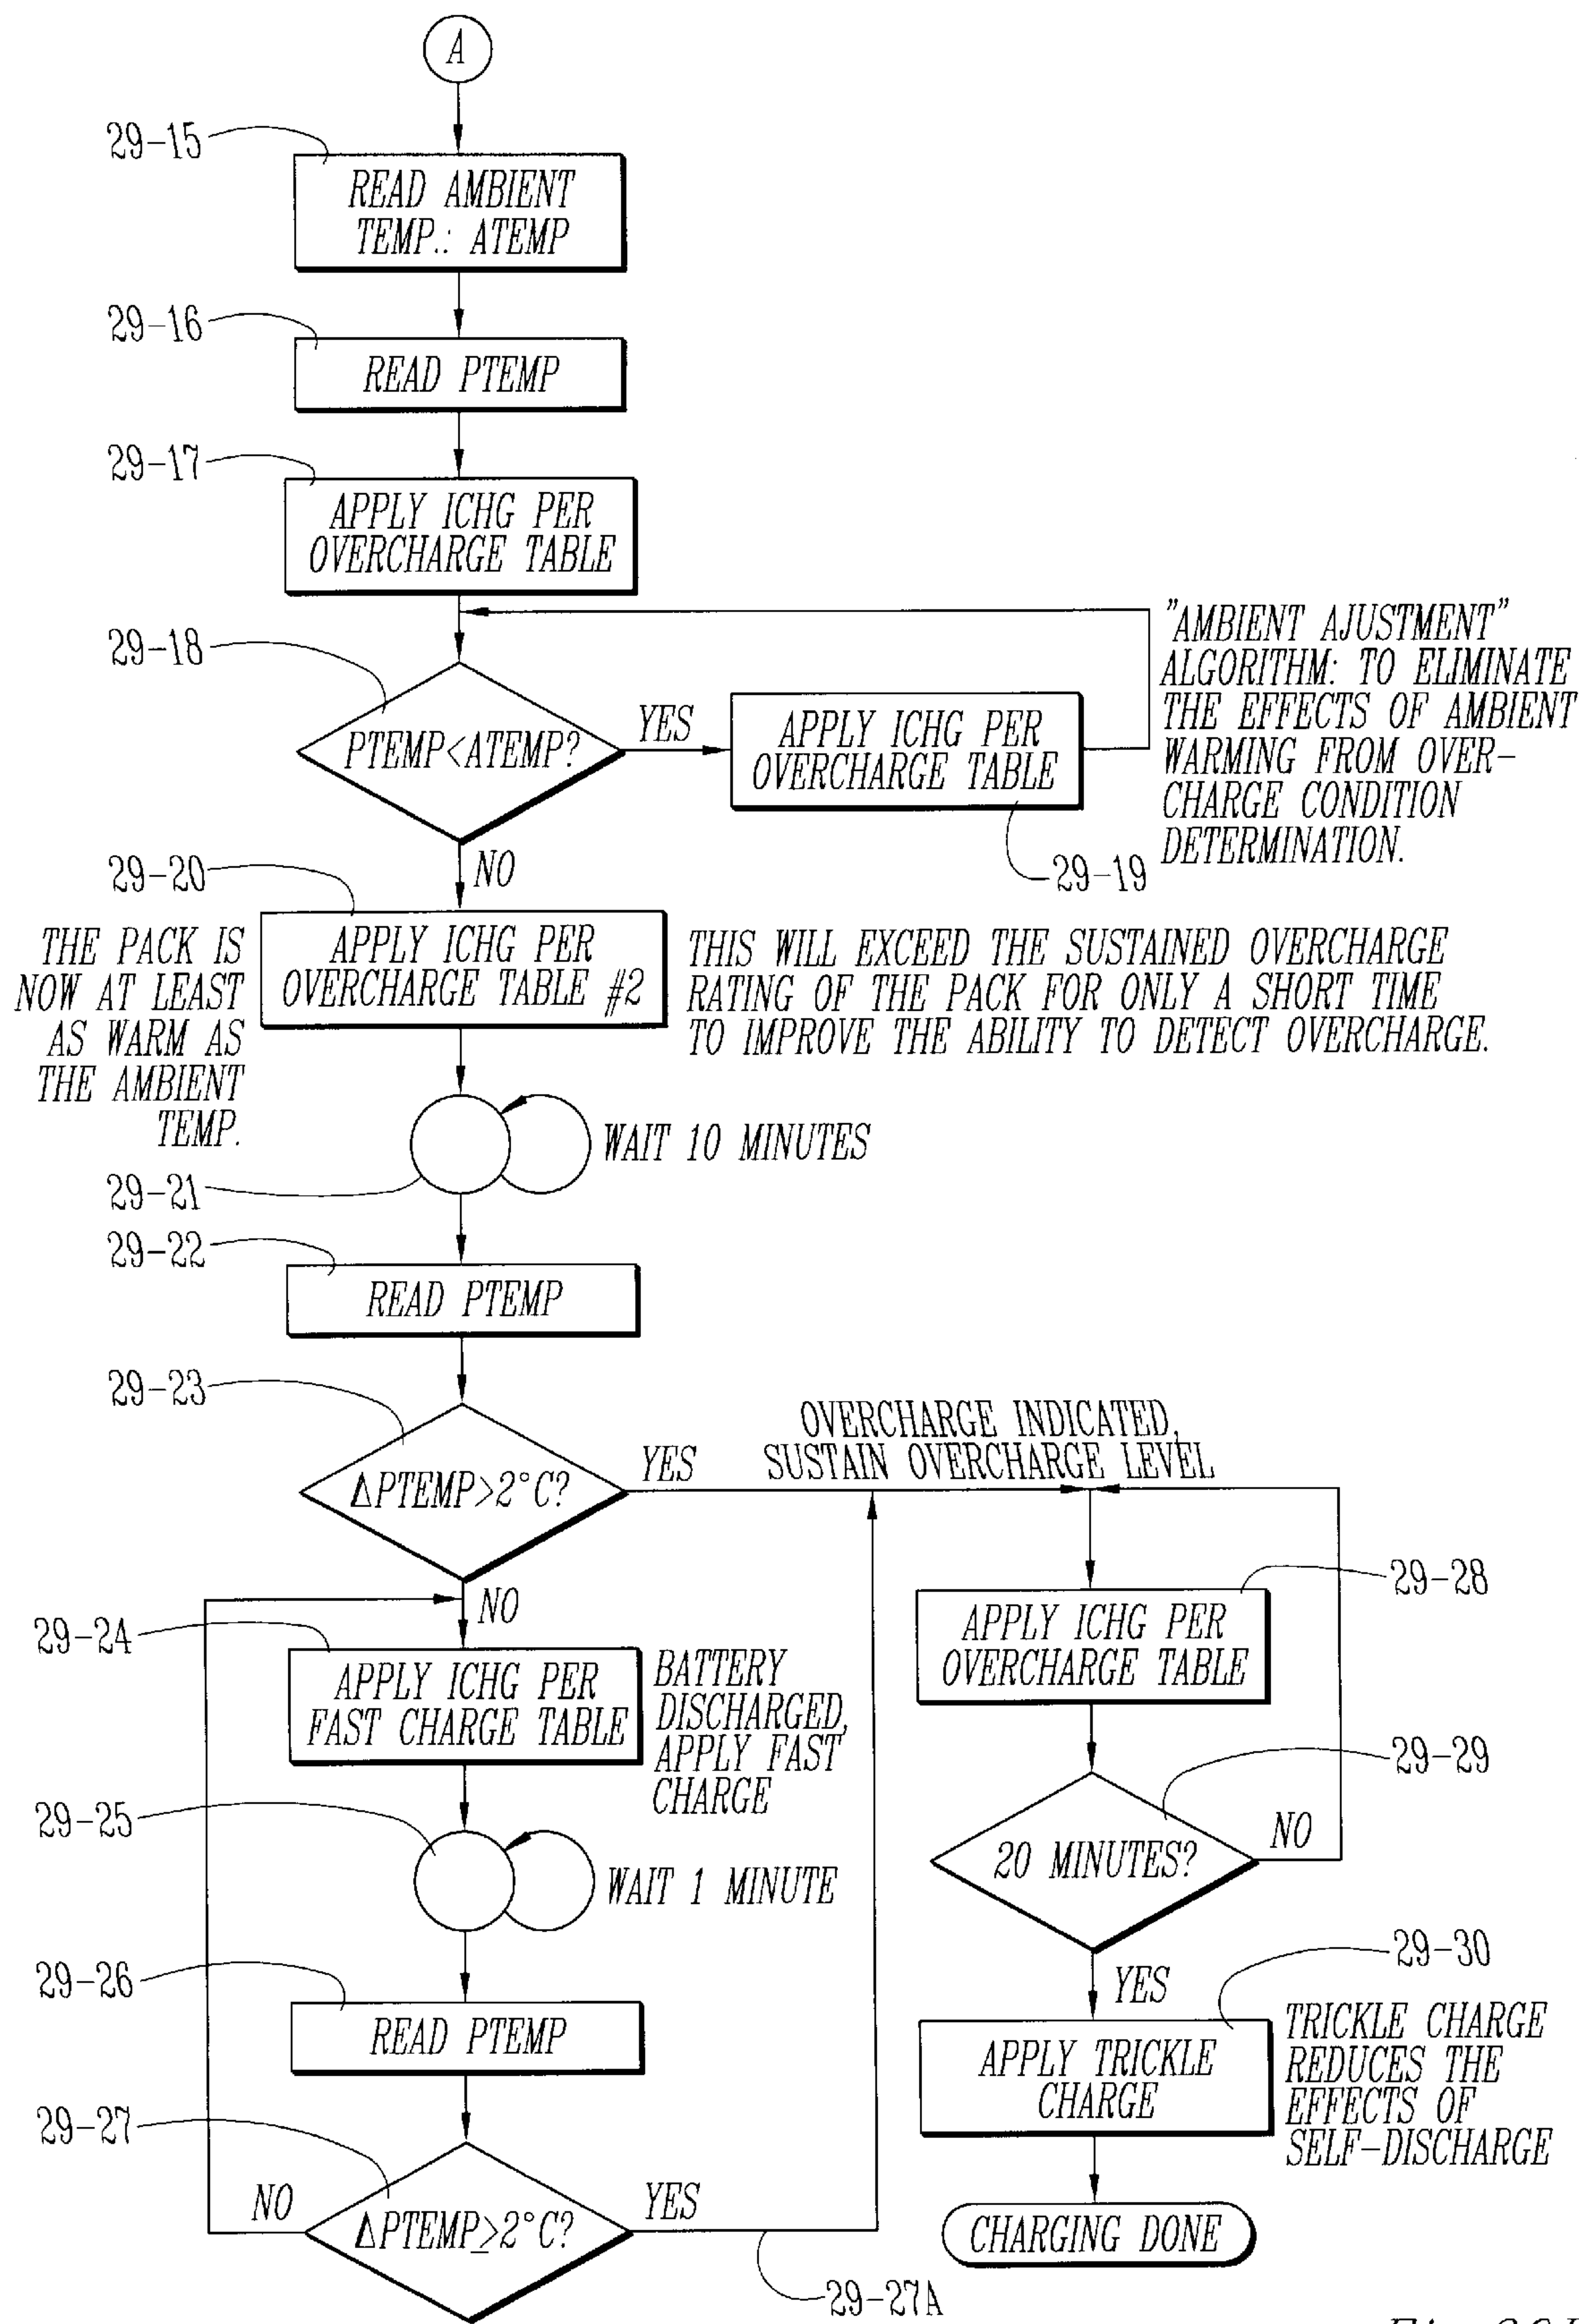 A
29-15
READ AMBIENT
TEMP.: ATEMP
29-16
READ PTEMP
29-17
APPLY ICHG PER
OVERCHARGE TABLE
29-18
PTEMP<ATEMP?
YES
APPLY ICHG PER
OVERCHARGE TABLE
29-19
"AMBIENT AJUSTMENT"
ALGORITHM: TO ELIMINATE
THE EFFECTS OF AMBIENT
WARMING FROM OVER-
CHARGE CONDITION
DETERMINATION.
NO
29-20
THE PACK IS
NOW AT LEAST
AS WARM AS
THE AMBIENT
TEMP.
APPLY ICHG PER
OVERCHARGE TABLE #2
THIS WILL EXCEED THE SUSTAINED OVERCHARGE
RATING OF THE PACK FOR ONLY A SHORT TIME
TO IMPROVE THE ABILITY TO DETECT OVERCHARGE.
WAIT 10 MINUTES
29-21
29-22
READ PTEMP
29-23
ΔPTEMP>2°C?
YES
OVERCHARGE INDICATED,
SUSTAIN OVERCHARGE LEVEL
NO
29-24
APPLY ICHG PER
FAST CHARGE TABLE
BATTERY
DISCHARGED,
APPLY FAST
CHARGE
29-25
WAIT 1 MINUTE
29-26
READ PTEMP
29-27
ΔPTEMP≥2°C?
NO
YES
29-27A
29-28
APPLY ICHG PER
OVERCHARGE TABLE
29-29
20 MINUTES?
NO
YES
29-30
APPLY TRICKLE
CHARGE
TRICKLE CHARGE
REDUCES THE
EFFECTS OF
SELF-DISCHARGE
CHARGING DONE